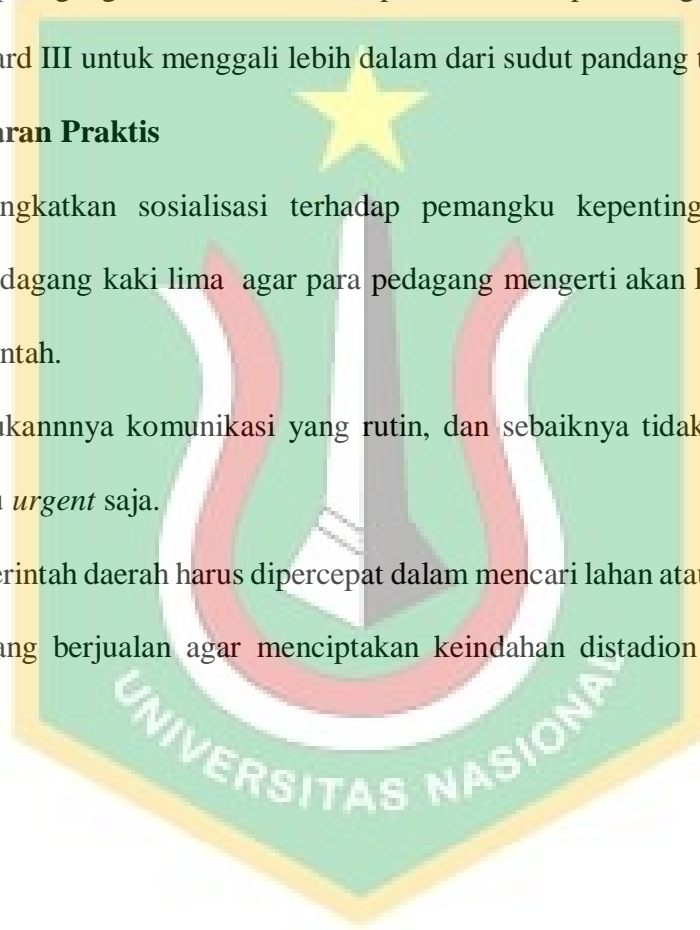 ard III untuk menggali lebih dalam dari sudut pandang
aran Praktis
ngkatkan sosialisasi terhadap pemangku kepenting
dagang kaki lima agar para pedagang mengerti akan
ntah.
ukannnya komunikasi yang rutin, dan sebaiknya tidak
urgent saja.
erintah daerah harus dipercepat dalam mencari lahan atau
ang berjualan agar menciptakan keindahan distadion
UNIVERSITAS NASIONAL